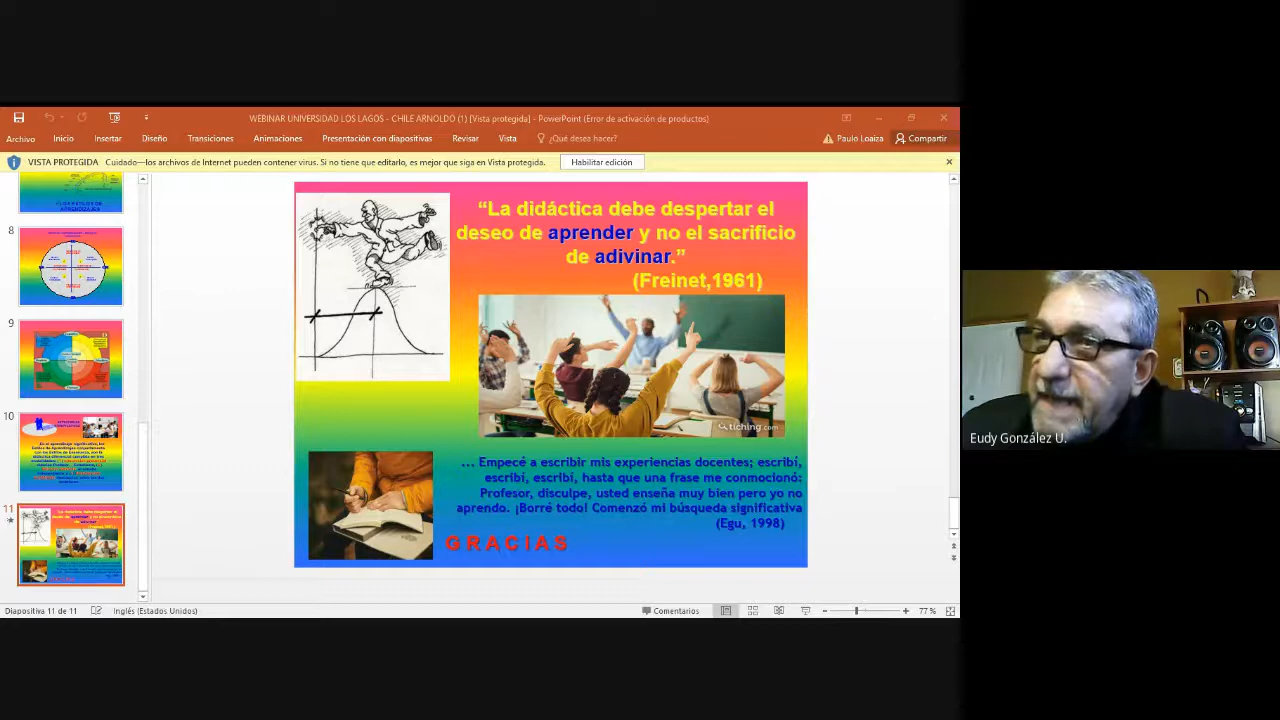 WEBINAR UNIVERSIDAD LOS LAGOS - CHILE ARNOLDO (1) [Vista protegida] - PowerPoint (Error de activación de productos)
Archivo Inicio Insertar Diseño Transiciones Animaciones Presentación con diapositivas Revisar Vista ¿Qué desea hacer? Paulo Loaiza Compartir
VISTA PROTEGIDA Cuidado—los archivos de Internet pueden contener virus. Si no tiene que editarlo, es mejor que siga en Vista protegida. Habilitar edición
8
9
10
11
“La didáctica debe despertar el
deseo de aprender y no el sacrificio
de adivinar.”
(Freinet,1961)
tiching.com
... Empecé a escribir mis experiencias docentes; escribí,
escribí, escribí, hasta que una frase me conmocionó:
Profesor, disculpe, usted enseña muy bien pero yo no
aprendo. ¡Borré todo! Comenzó mi búsqueda significativa
(Egu, 1998)
G R A C I A S
Eudy González U.
Diapositiva 11 de 11 Inglés (Estados Unidos) Comentarios 77 %